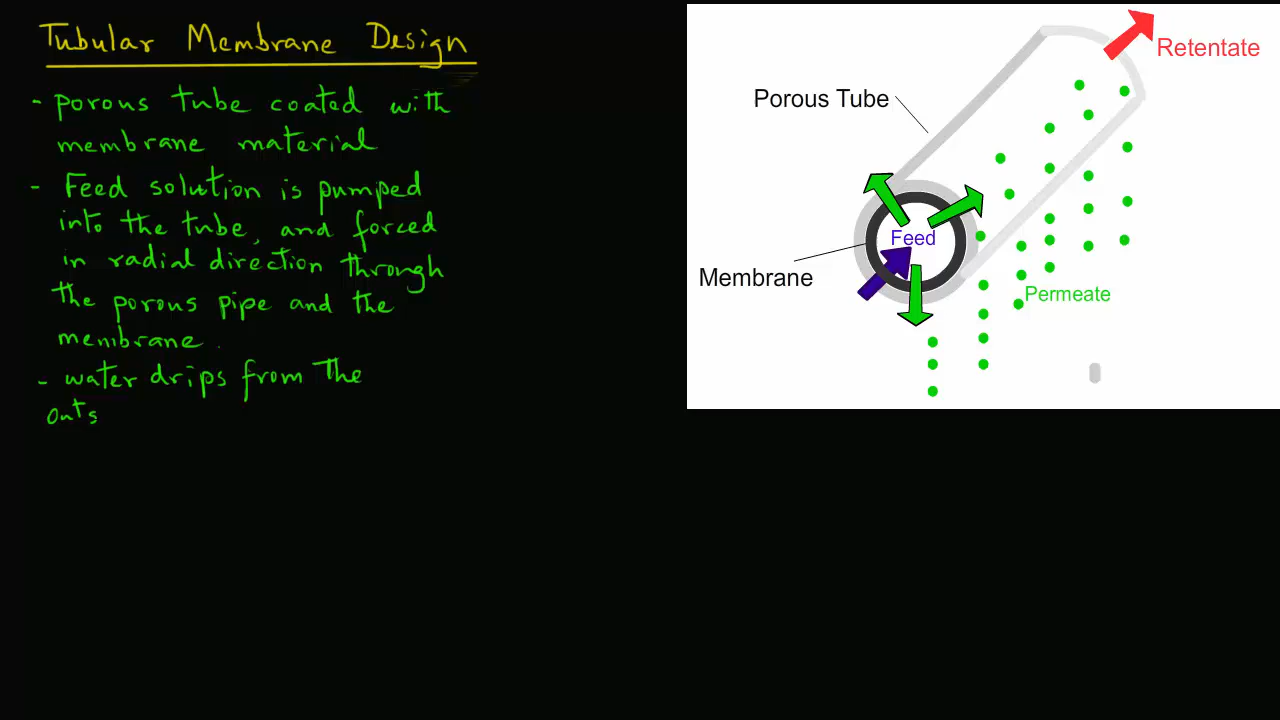 Tubular Membrane Design
- porous tube coated with
membrane material
- Feed solution is pumped
into the tube, and forced
in radial direction through
the porous pipe and the
membrane.
- water drips from the
outs
Retentate
Porous Tube
Feed
Membrane
Permeate